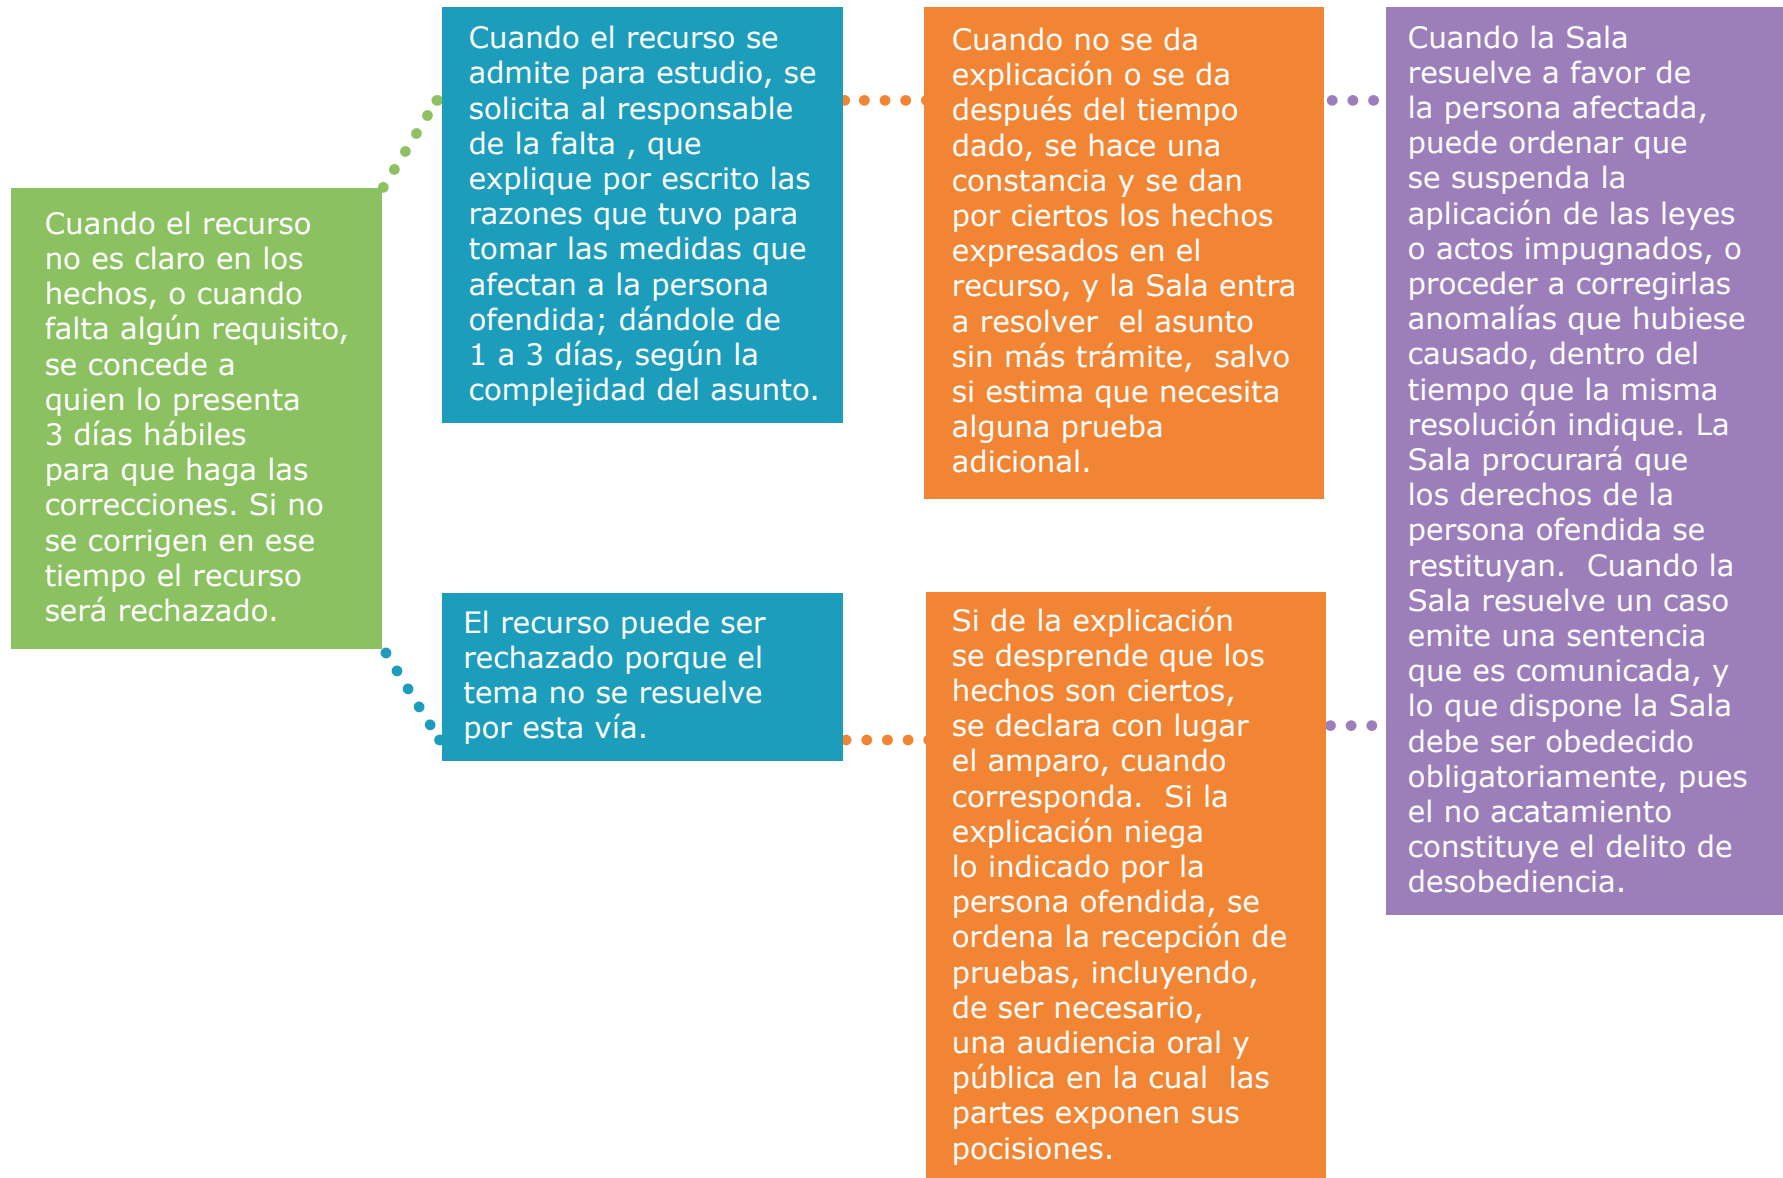 Cuando el recurso
no es claro en los
hechos, o cuando
falta algún requisito,
se concede a
quien lo presenta
3 días hábiles
para que haga las
correcciones. Si no
se corrigen en ese
tiempo el recurso
será rechazado.
Cuando el recurso se
admite para estudio, se
solicita al responsable
de la falta , que
explique por escrito las
razones que tuvo para
tomar las medidas que
afectan a la persona
ofendida; dándole de
1 a 3 días, según la
complejidad del asunto.
El recurso puede ser
rechazado porque el
tema no se resuelve
por esta vía.
Cuando no se da
explicación o se da
después del tiempo
dado, se hace una
constancia y se dan
por ciertos los hechos
expresados en el
recurso, y la Sala entra
a resolver  el asunto
sin más trámite,  salvo
si estima que necesita
alguna prueba
adicional.
Si de la explicación
se desprende que los
hechos son ciertos,
se declara con lugar
el amparo, cuando
corresponda.  Si la
explicación niega
lo indicado por la
persona ofendida, se
ordena la recepción de
pruebas, incluyendo,
de ser necesario,
una audiencia oral y
pública en la cual  las
partes exponen sus
pocisiones.
Cuando la Sala
resuelve a favor de
la persona afectada,
puede ordenar que
se suspenda la
aplicación de las leyes
o actos impugnados, o
proceder a corregirlas
anomalías que hubiese
causado, dentro del
tiempo que la misma
resolución indique. La
Sala procurará que
los derechos de la
persona ofendida se
restituyan.  Cuando la
Sala resuelve un caso
emite una sentencia
que es comunicada, y
lo que dispone la Sala
debe ser obedecido
obligatoriamente, pues
el no acatamiento
constituye el delito de
desobediencia.